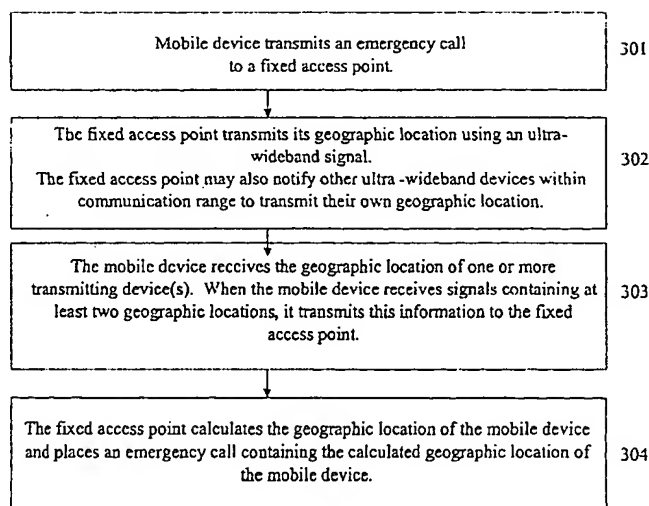 Mobile device transmits an emergency call
to a fixed access point.
301
The fixed access point transmits its geographic location using an ultra-
wideband signal.
The fixed access point may also notify other ultra -wideband devices within
communication range to transmit their own geographic location.
302
The mobile device receives the geographic location of one or more
transmitting device(s). When the mobile device receives signals containing at
least two geographic locations, it transmits this information to the fixed
access point.
303
The fixed access point calculates the geographic location of the mobile device
and places an emergency call containing the calculated geographic location of
the mobile device.
304